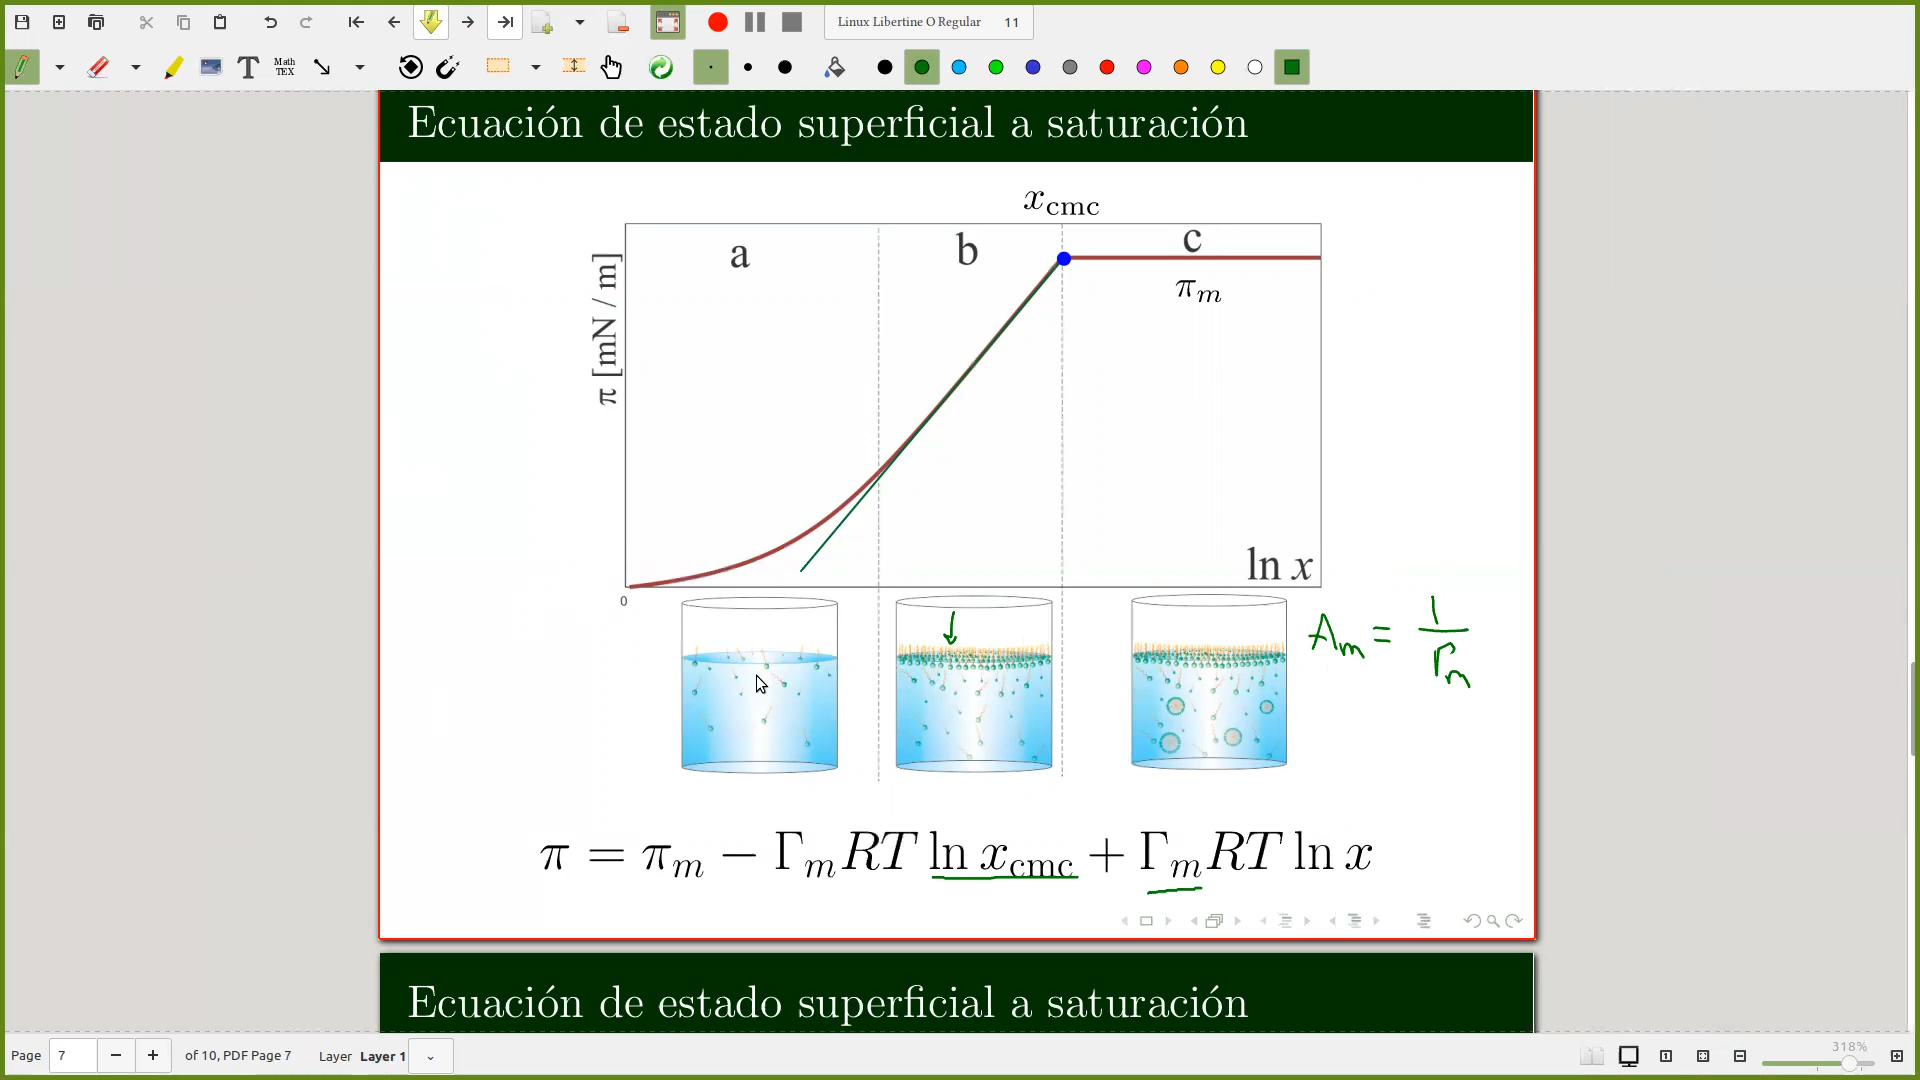 Linux Libertine O Regular 11
Math
TEX
Ecuación de estado superficial a saturación
x_cmc
a b c
π [mN / m]
π_m
ln x
0
A_m = 1/Γ_m
π = π_m − Γ_m RT ln x_cmc + Γ_m RT ln x
Ecuación de estado superficial a saturación
Page 7 of 10, PDF Page 7 Layer Layer 1 318%